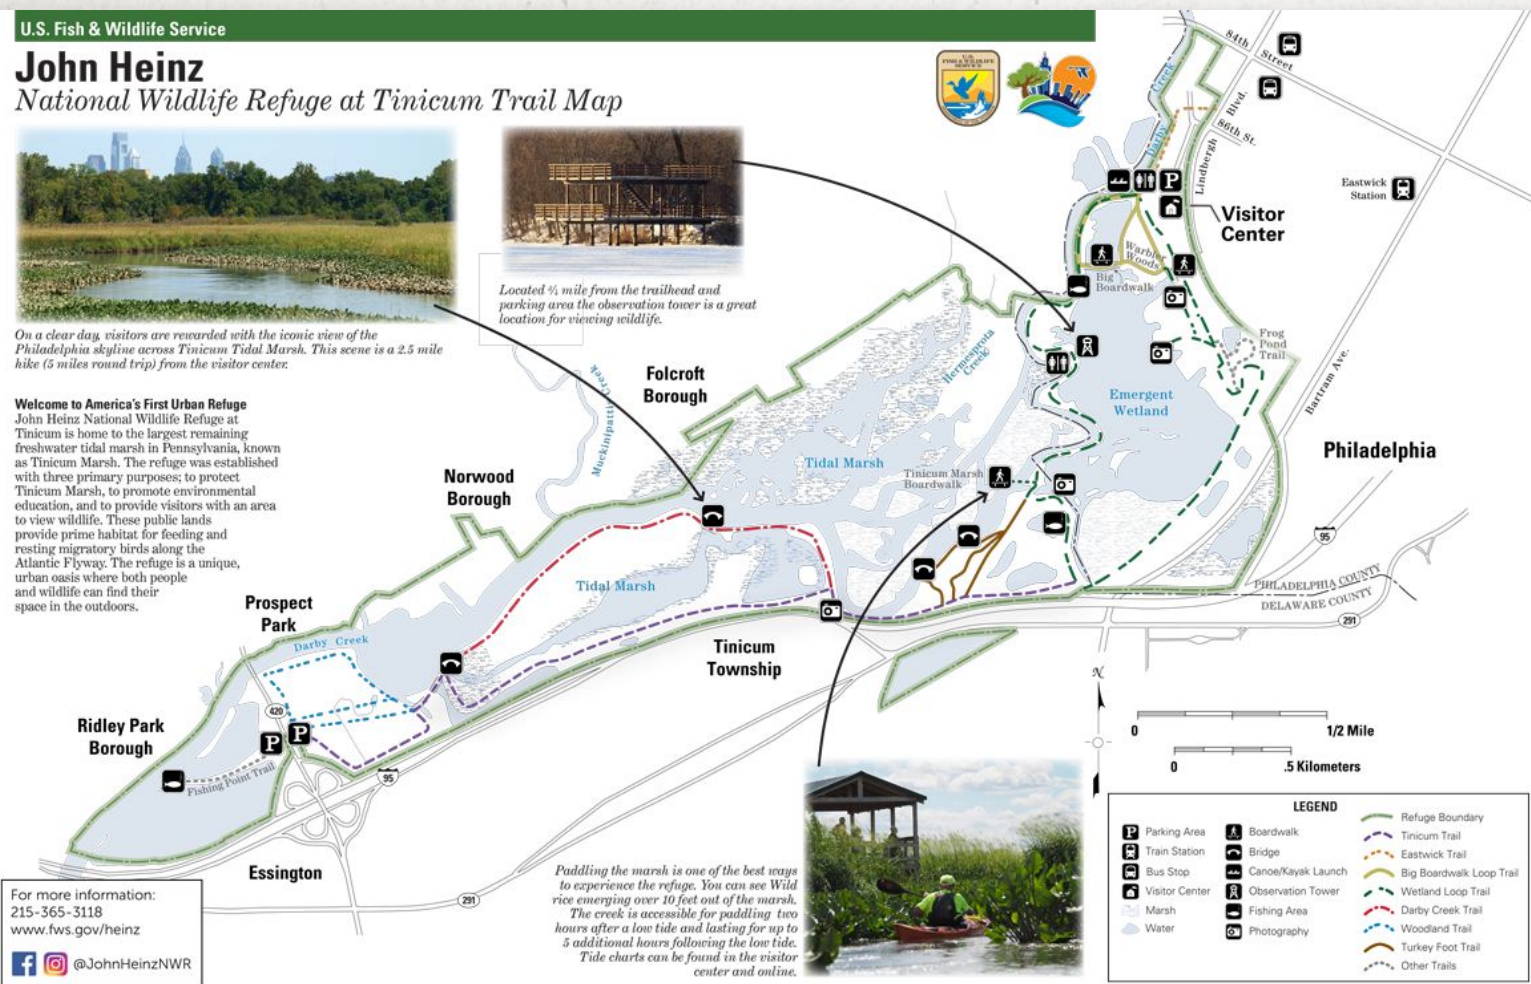 U.S. Fish & Wildlife Service
John Heinz
National Wildlife Refuge at Tinicum Trail Map
On a clear day, visitors are rewarded with the iconic view of the
Philadelphia skyline across Tinicum Tidal Marsh. This scene is a 2.5 mile
hike (5 miles round trip) from the visitor center.
Located ¾ mile from the trailhead and
parking area the observation tower is a great
location for viewing wildlife.
Welcome to America's First Urban Refuge
John Heinz National Wildlife Refuge at
Tinicum is home to the largest remaining
freshwater tidal marsh in Pennsylvania, known
as Tinicum Marsh. The refuge was established
with three primary purposes; to protect
Tinicum Marsh, to promote environmental
education, and to provide visitors with an area
to view wildlife. These public lands
provide prime habitat for feeding and
resting migratory birds along the
Atlantic Flyway. The refuge is a unique,
urban oasis where both people
and wildlife can find their
space in the outdoors.
U.S.
FISH & WILDLIFE
SERVICE
84th Street
Darby Creek
Lindbergh Blvd.
86th St.
P
Eastwick
Station
Visitor
Center
Warbler
Woods
Big
Boardwalk
Frog
Pond
Trail
Hermesprota
Creek
Emergent
Wetland
Bartram Ave.
Philadelphia
Muckinipattis Creek
Folcroft
Borough
Tidal Marsh
Tinicum Marsh
Boardwalk
Norwood
Borough
Tidal Marsh
95
PHILADELPHIA COUNTY
DELAWARE COUNTY
291
Prospect
Park
Darby Creek
Tinicum
Township
Ridley Park
Borough
420
P
P
Fishing Point Trail
95
Essington
291
N
0 1/2 Mile
0 .5 Kilometers
Paddling the marsh is one of the best ways
to experience the refuge. You can see Wild
rice emerging over 10 feet out of the marsh.
The creek is accessible for paddling two
hours after a low tide and lasting for up to
5 additional hours following the low tide.
Tide charts can be found in the visitor
center and online.
For more information:
215-365-3118
www.fws.gov/heinz
@JohnHeinzNWR
LEGEND
P Parking Area
Train Station
Bus Stop
Visitor Center
Marsh
Water
Boardwalk
Bridge
Canoe/Kayak Launch
Observation Tower
Fishing Area
Photography
Refuge Boundary
Tinicum Trail
Eastwick Trail
Big Boardwalk Loop Trail
Wetland Loop Trail
Darby Creek Trail
Woodland Trail
Turkey Foot Trail
Other Trails